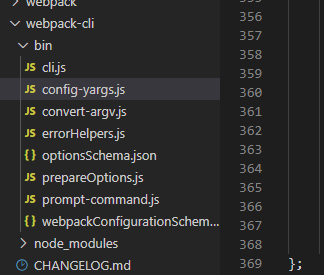 webpack
webpack-cli
bin
JS cli.js
JS config-yargs.js
JS convert-argv.js
JS errorHelpers.js
{} optionsSchema.json
JS prepareOptions.js
JS prompt-command.js
{} webpackConfigurationSchem...
node_modules
CHANGELOG.md
356
357
358
359
360
361
362
363
364
365
366
367
368
369 };